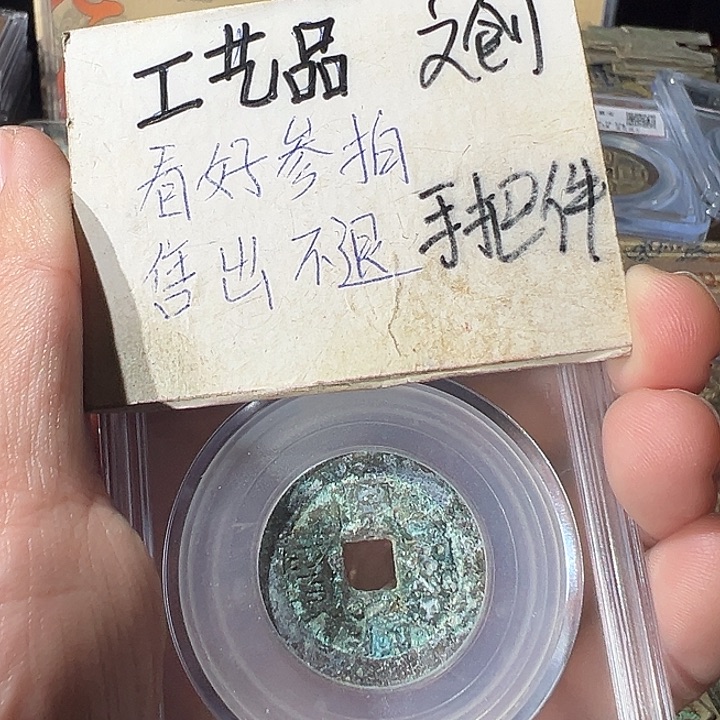 工艺品 文创
看好参拍
售出不退 手把件